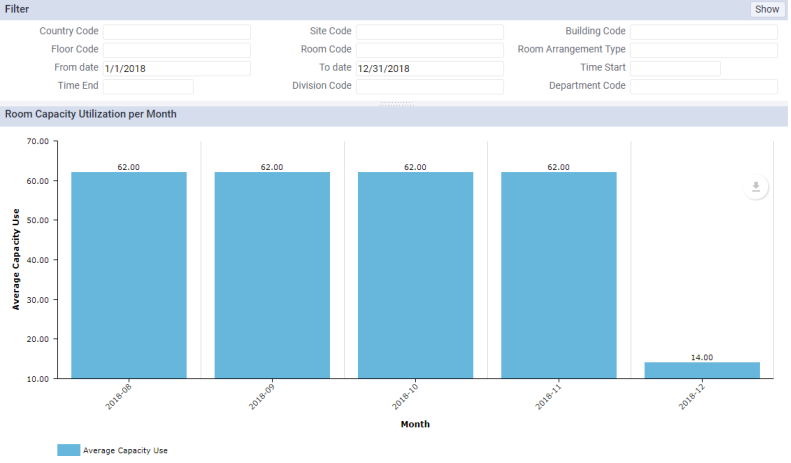 Filter Show
Country Code Site Code Building Code
Floor Code Room Code Room Arrangement Type
From date 1/1/2018 To date 12/31/2018 Time Start
Time End Division Code Department Code
Room Capacity Utilization per Month
70.00
62.00 62.00 62.00 62.00
60.00
50.00
Average Capacity Use
40.00
30.00
20.00
14.00
10.00
2018-08 2018-09 2018-10 2018-11 2018-12
Month
Average Capacity Use